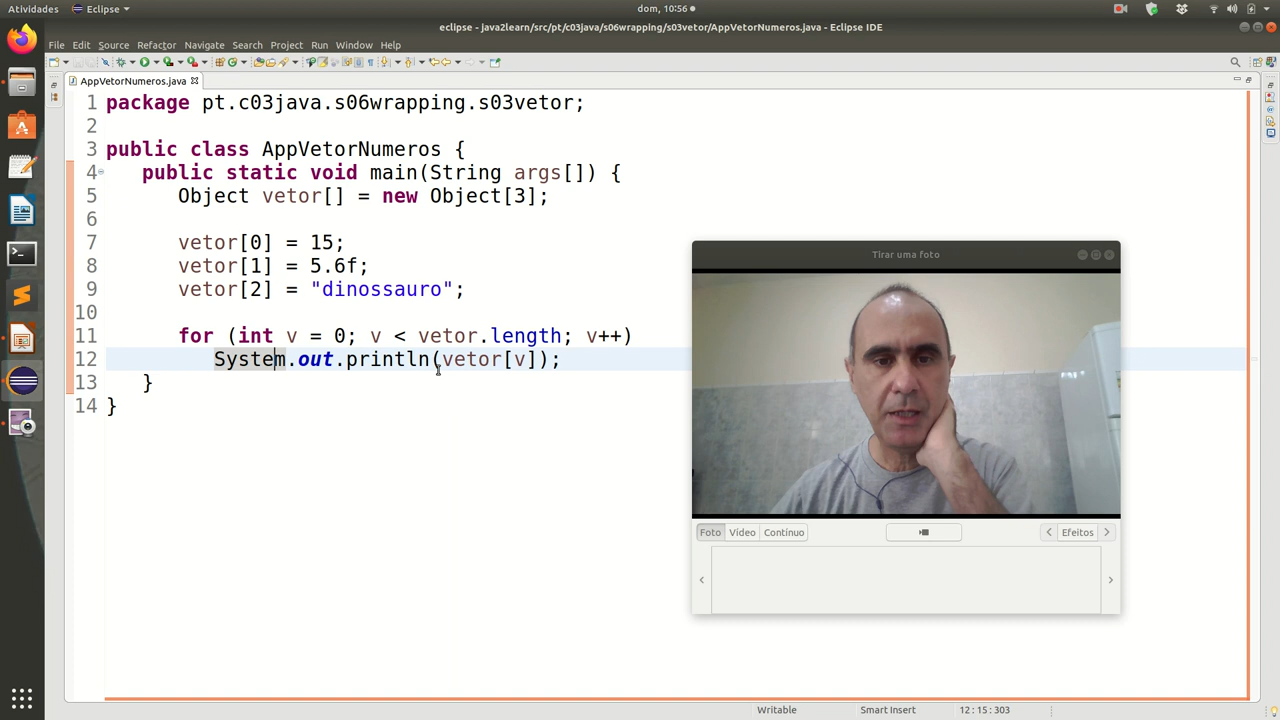 Atividades
Eclipse
dom, 10:56
eclipse - java2learn/src/pt/c03java/s06wrapping/s03vetor/AppVetorNumeros.java - Eclipse IDE
File Edit Source Refactor Navigate Search Project Run Window Help
AppVetorNumeros.java
1 package pt.c03java.s06wrapping.s03vetor;
2
3 public class AppVetorNumeros {
4 public static void main(String args[]) {
5 Object vetor[] = new Object[3];
6
7 vetor[0] = 15;
8 vetor[1] = 5.6f;
9 vetor[2] = "dinossauro";
10
11 for (int v = 0; v < vetor.length; v++)
12 System.out.println(vetor[v]);
13 }
14 }
Tirar uma foto
Foto Vídeo Contínuo
Efeitos
Writable Smart Insert 12 : 15 : 303